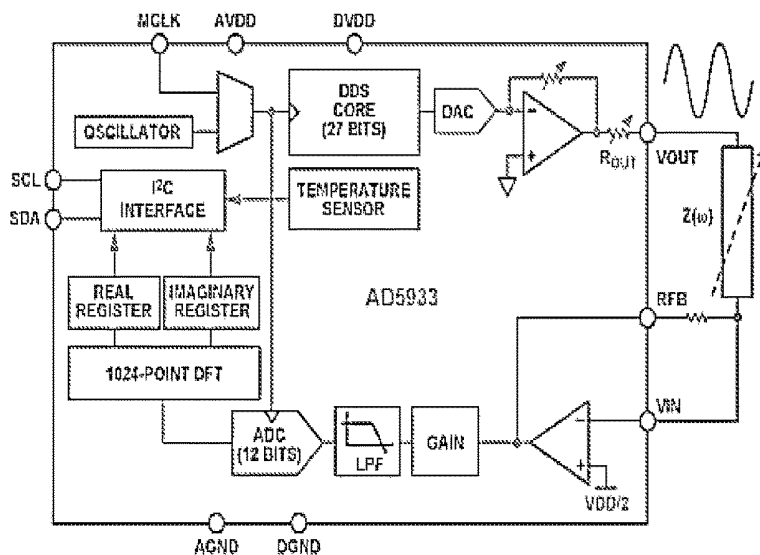 MCLK AVDD DVDD
DDS
CORE
(27 BITS)
DAC
OSCILLATOR
ROUT
VOUT
SCL
SDA
I²C
INTERFACE
TEMPERATURE
SENSOR
Z(ω)
REAL
REGISTER
IMAGINARY
REGISTER
AD5933
RFB
1024-POINT DFT
VIN
ADC
(12 BITS)
LPF
GAIN
VDD/2
AGND DGND